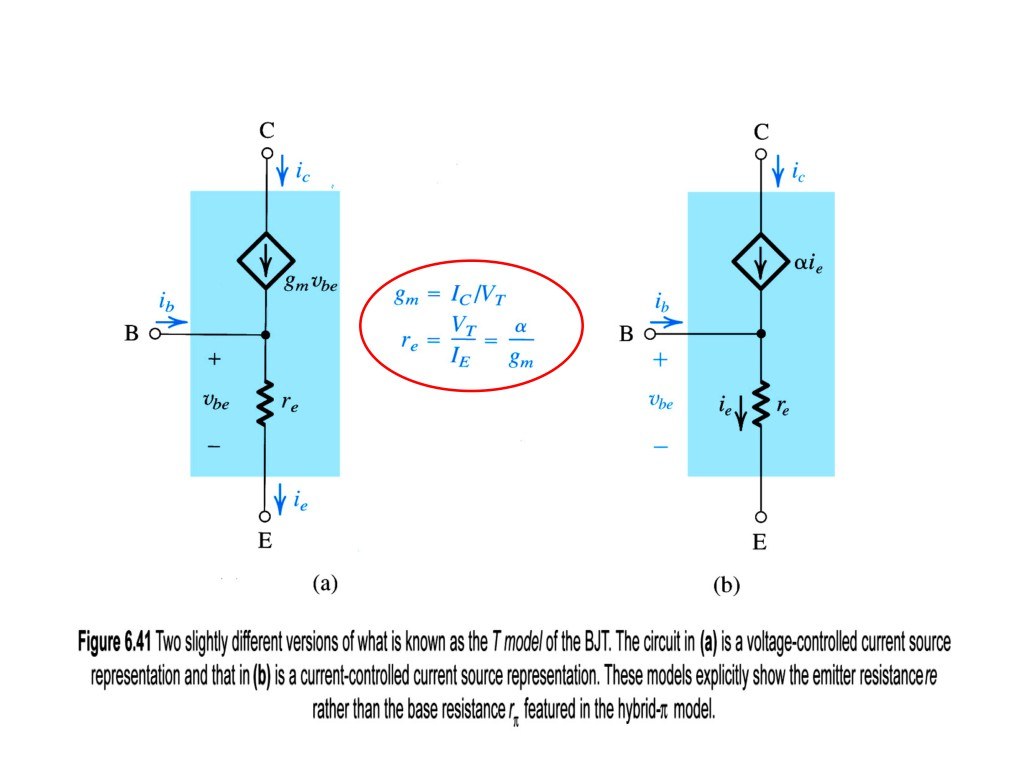 C
i_c
g_m v_be
i_b
B
+
v_be
−
r_e
i_e
E
(a)
g_m = I_C/V_T
r_e = V_T/I_E = α/g_m
C
i_c
αi_e
i_b
B
+
v_be
−
i_e
r_e
E
(b)
Figure 6.41 Two slightly different versions of what is known as the T model of the BJT. The circuit in (a) is a voltage-controlled current source
representation and that in (b) is a current-controlled current source representation. These models explicitly show the emitter resistancere
rather than the base resistance r_π featured in the hybrid-π model.